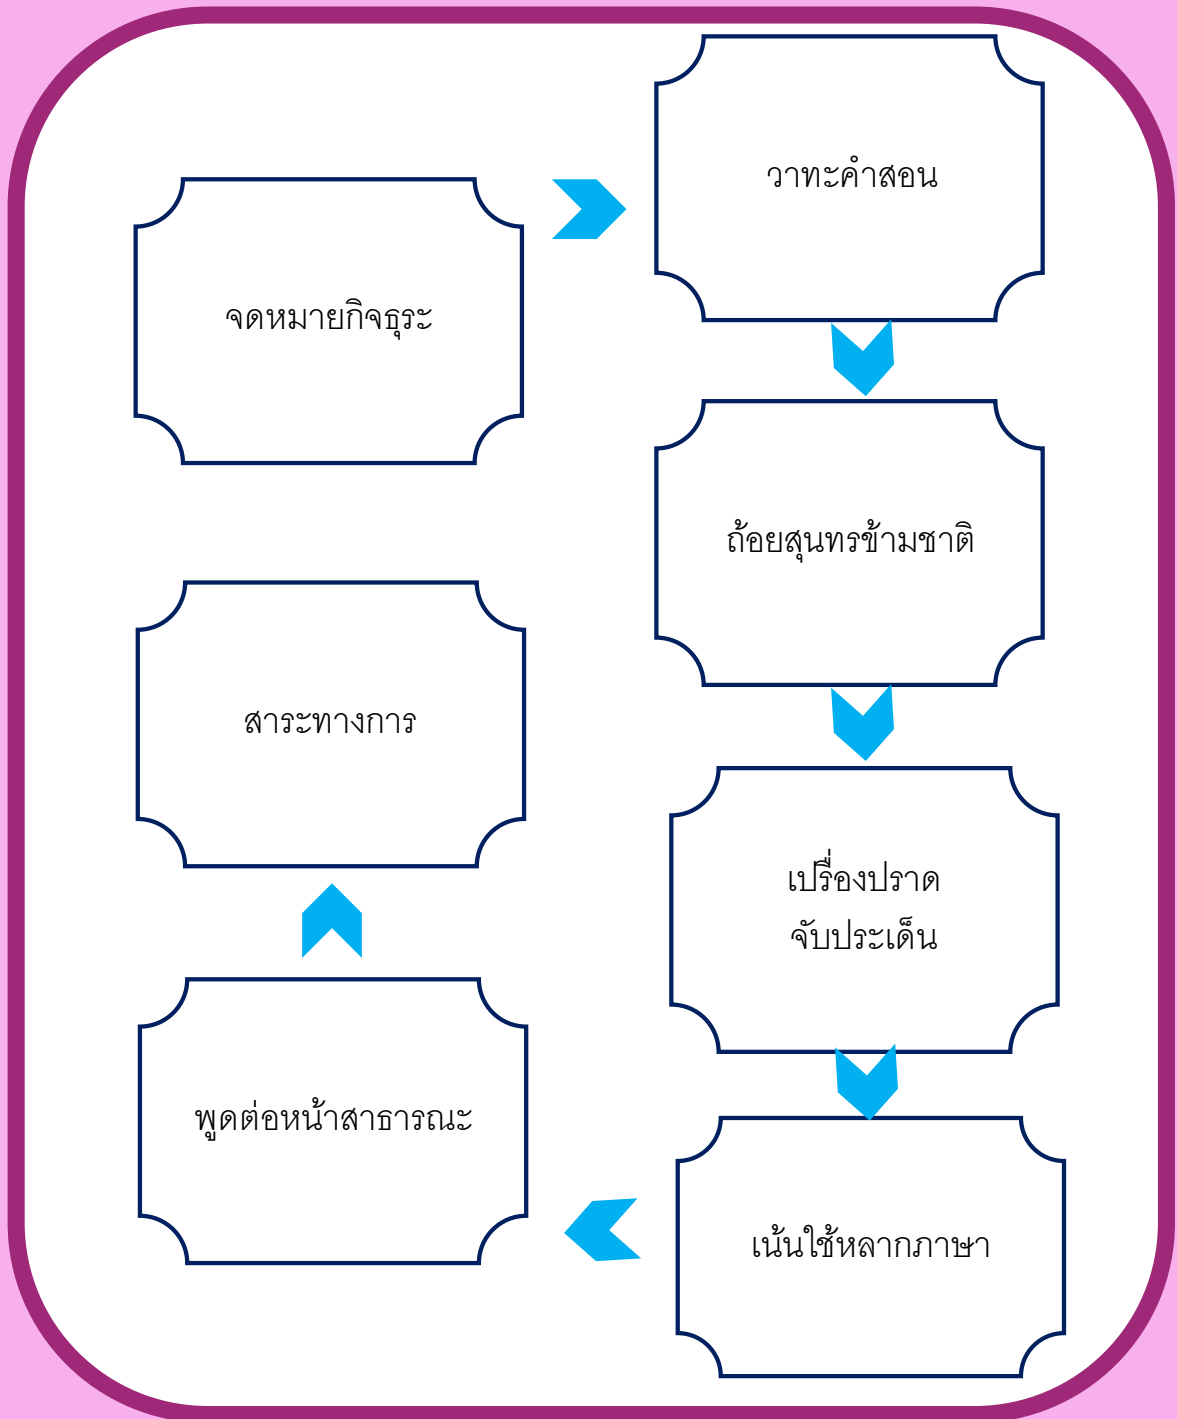 จดหมายกิจธุระ
วาทะคำสอน
ถ้อยสุนทรข้ามชาติ
เปรื่องปราด
จับประเด็น
เน้นใช้หลากภาษา
พูดต่อหน้าสาธารณะ
สาระทางการ